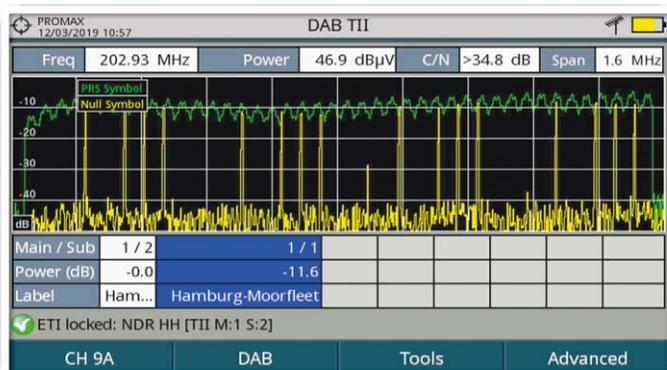 PROMAX
12/03/2019 10:57
DAB TII
Freq 202.93 MHz Power 46.9 dBµV C/N >34.8 dB Span 1.6 MHz
PRS Symbol
Null Symbol
-10
-20
-30
-40
dB
Main / Sub 1 / 2 1 / 1
Power (dB) -0.0 -11.6
Label Ham... Hamburg-Moorfleet
ETI locked: NDR HH [TII M:1 S:2]
CH 9A DAB Tools Advanced